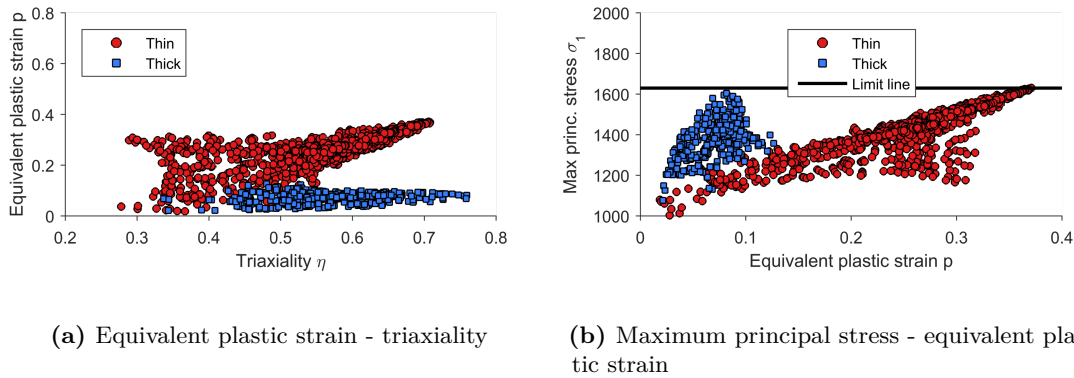 Equivalent plastic strain p
0.8
0.6
0.4
0.2
0
Thin
Thick
0.2
0.3
0.4
0.5
0.6
0.7
0.8
Triaxiality η
Max princ. stress σ1
2000
1800
1600
1400
1200
1000
Thin
Thick
Limit line
0
0.1
0.2
0.3
0.4
Equivalent plastic strain p
(a) Equivalent plastic strain - triaxiality
(b) Maximum principal stress - equivalent pla
tic strain